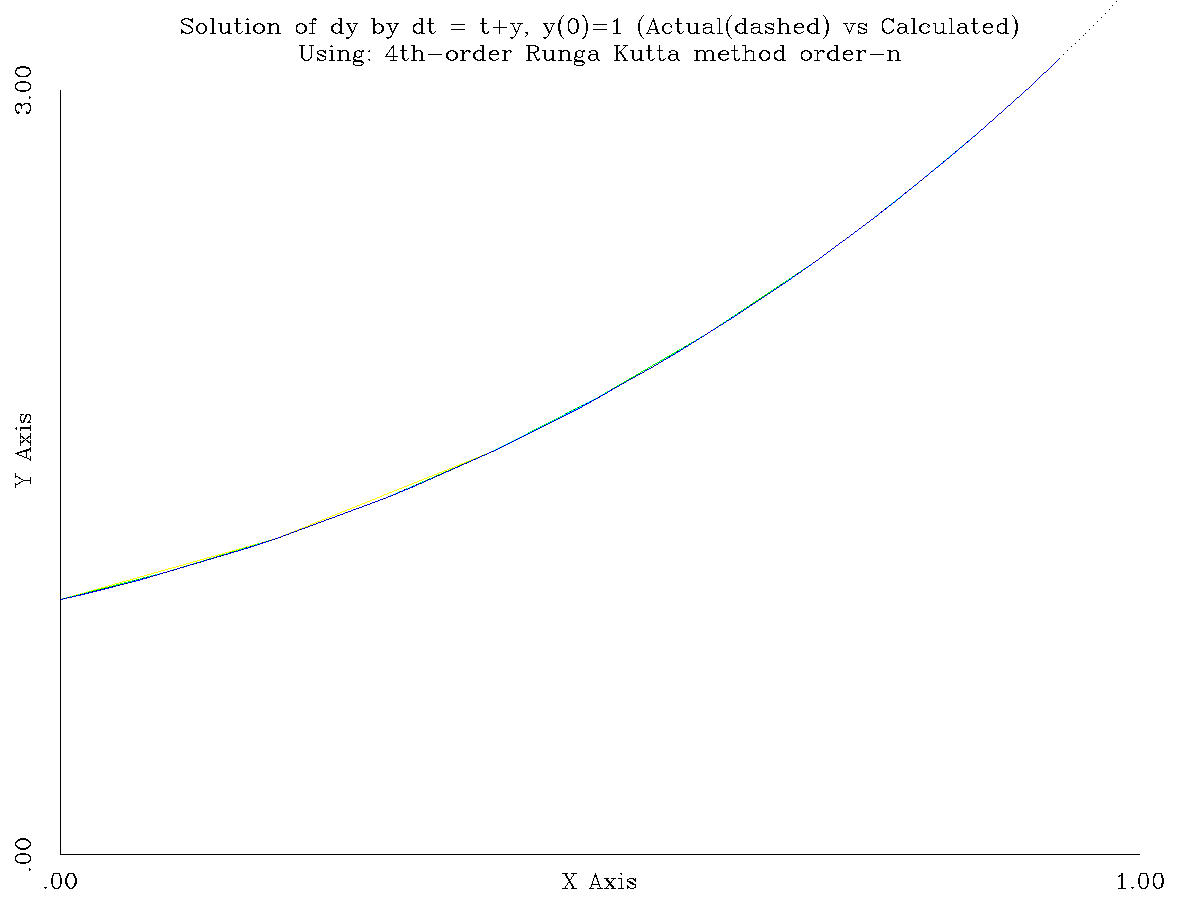 Solution of dy by dt = t+y, y(0)=1 (Actual(dashed) vs Calculated)
Using: 4th-order Runga Kutta method order-n
3.00
Y Axis
.00
.00
X Axis
1.00